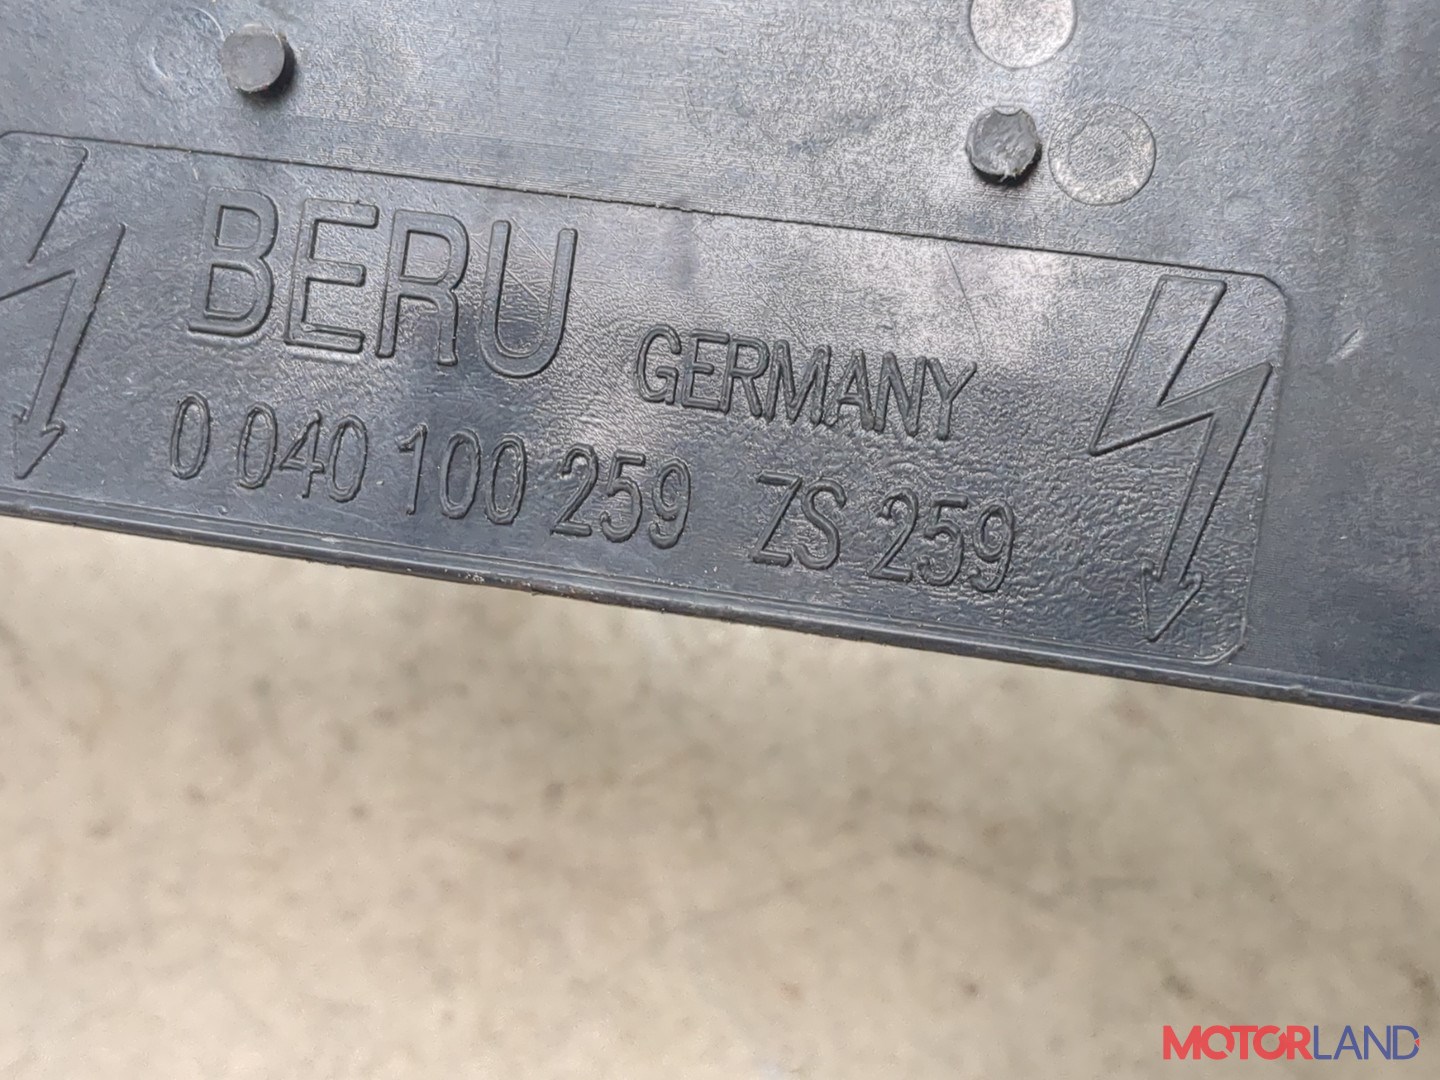 BERU GERMANY
0 040 100 259 ZS 259
MOTORLAND